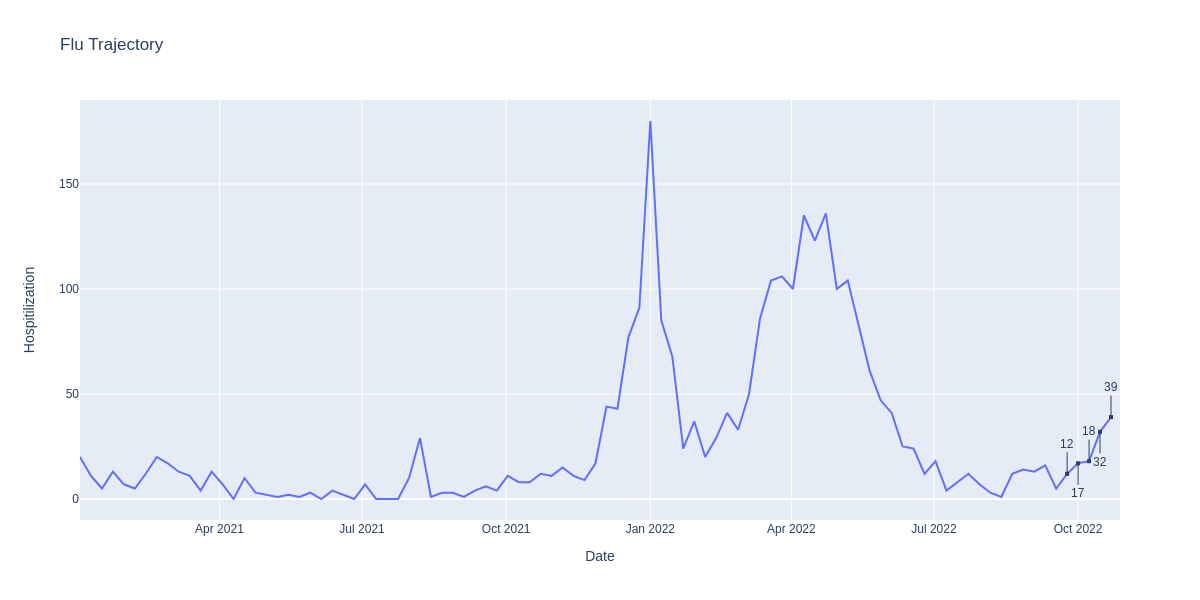 Flu Trajectory
Hospitilization
150
100
50
0
39
12
18
32
17
Apr 2021
Jul 2021
Oct 2021
Jan 2022
Apr 2022
Jul 2022
Oct 2022
Date